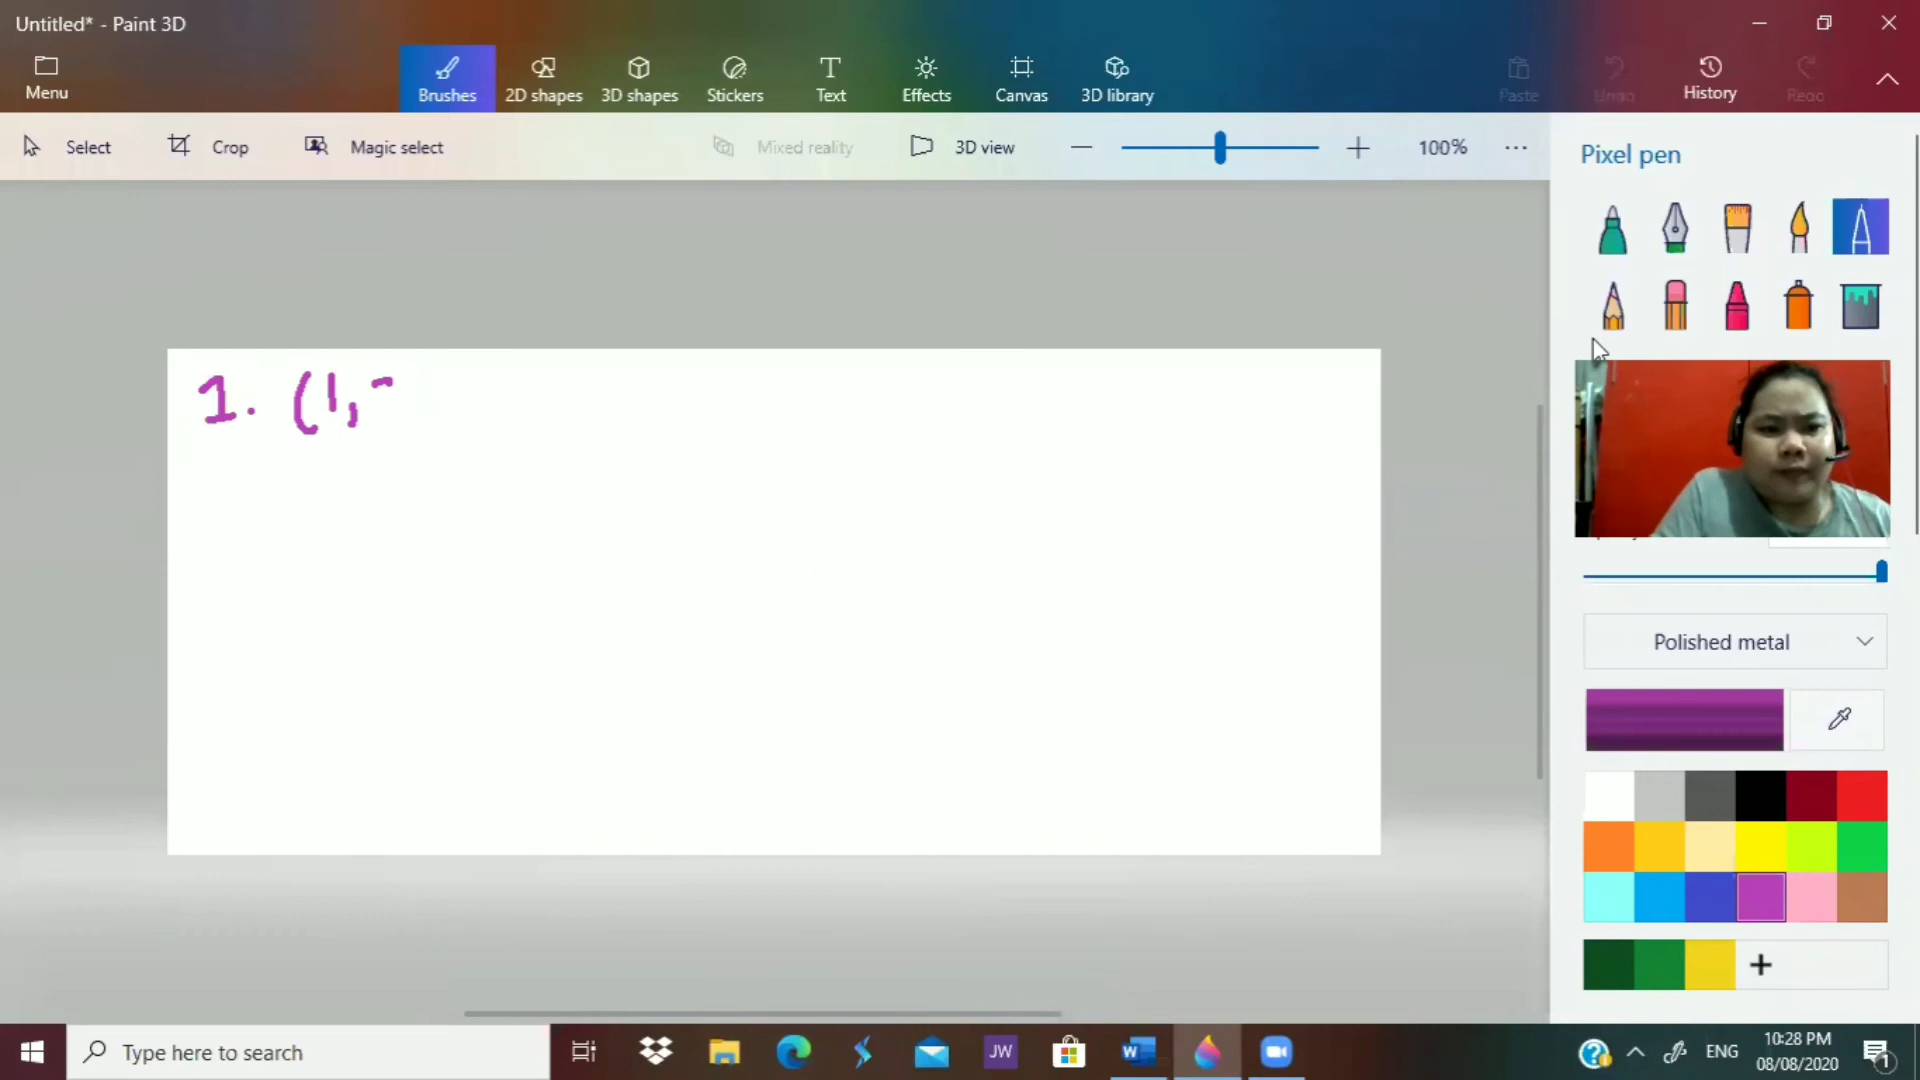 Untitled* - Paint 3D
Menu
Brushes
2D shapes
3D shapes
Stickers
Text
Effects
Canvas
3D library
Paste
Undo
History
Redo
Select
Crop
Magic select
Mixed reality
3D view
100%
Pixel pen
1. (1, -
Polished metal
Type here to search
JW
ENG
10:28 PM
08/08/2020
1